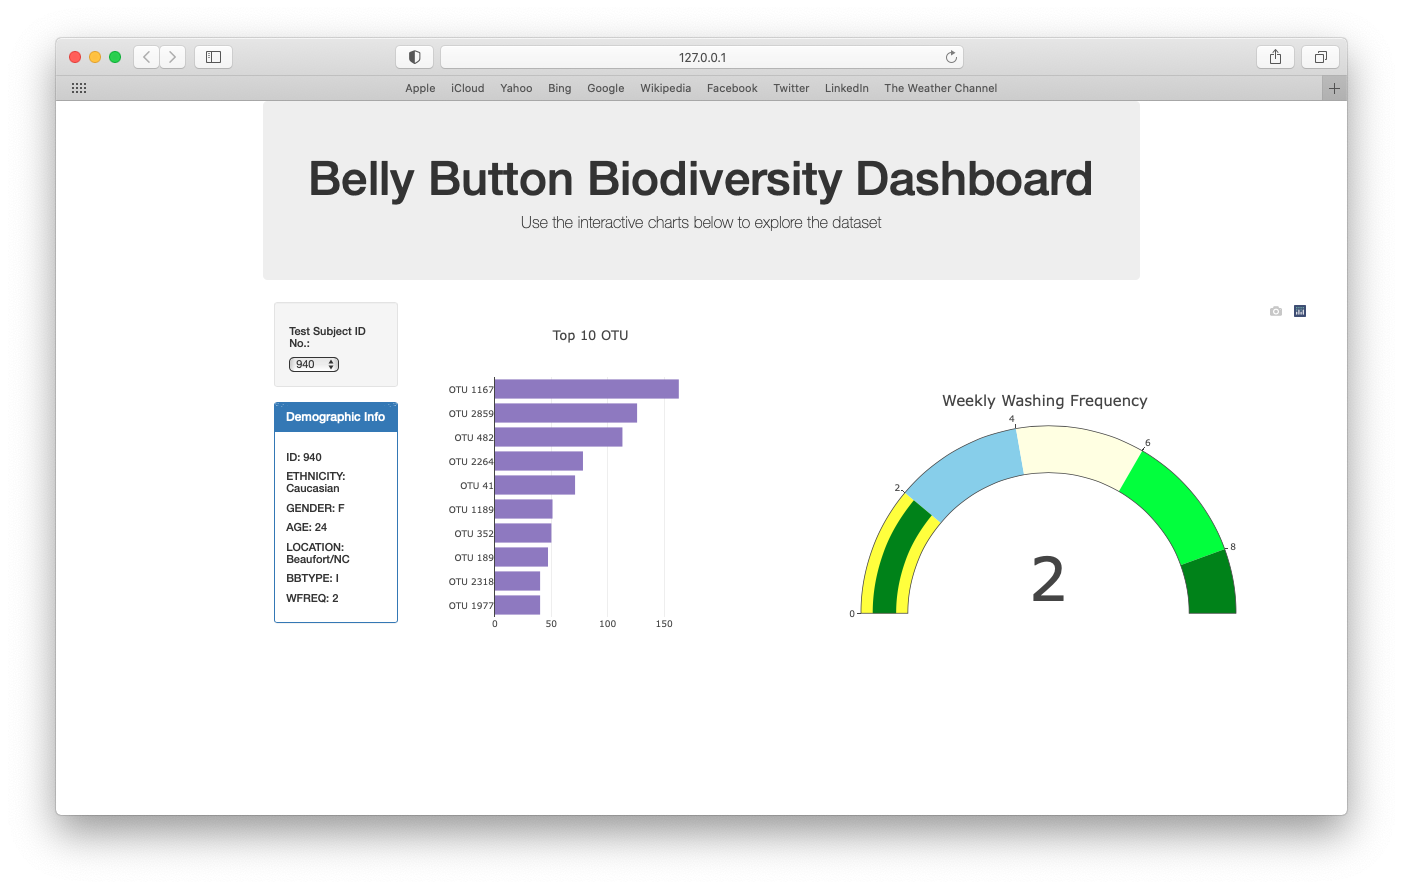 127.0.0.1
Apple iCloud Yahoo Bing Google Wikipedia Facebook Twitter LinkedIn The Weather Channel
Belly Button Biodiversity Dashboard
Use the interactive charts below to explore the dataset
Test Subject ID
No.:
940
Demographic Info
ID: 940
ETHNICITY:
Caucasian
GENDER: F
AGE: 24
LOCATION:
Beaufort/NC
BBTYPE: I
WFREQ: 2
Top 10 OTU
OTU 1167
OTU 2859
OTU 482
OTU 2264
OTU 41
OTU 1189
OTU 352
OTU 189
OTU 2318
OTU 1977
0 50 100 150
Weekly Washing Frequency
0
2
4
6
8
2